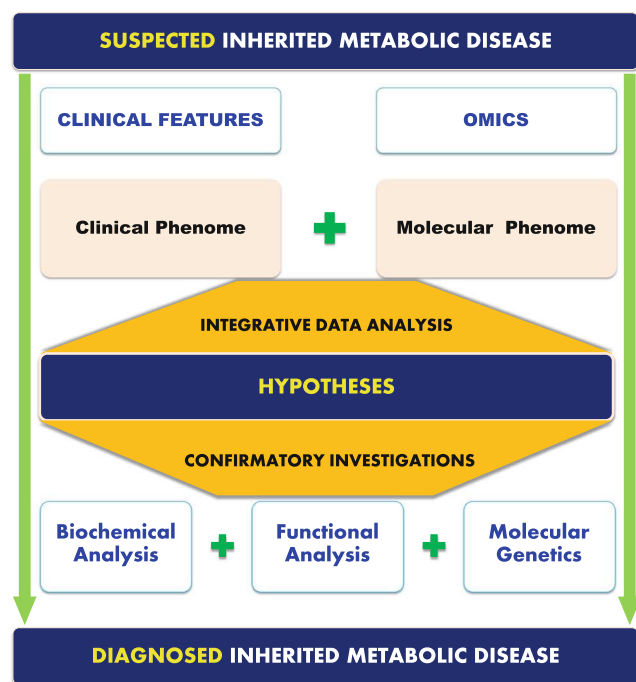 SUSPECTED INHERITED METABOLIC DISEASE
CLINICAL FEATURES
OMICS
Clinical Phenome
Molecular Phenome
INTEGRATIVE DATA ANALYSIS
HYPOTHESES
CONFIRMATORY INVESTIGATIONS
Biochemical
Analysis
Functional
Analysis
Molecular
Genetics
DIAGNOSED INHERITED METABOLIC DISEASE